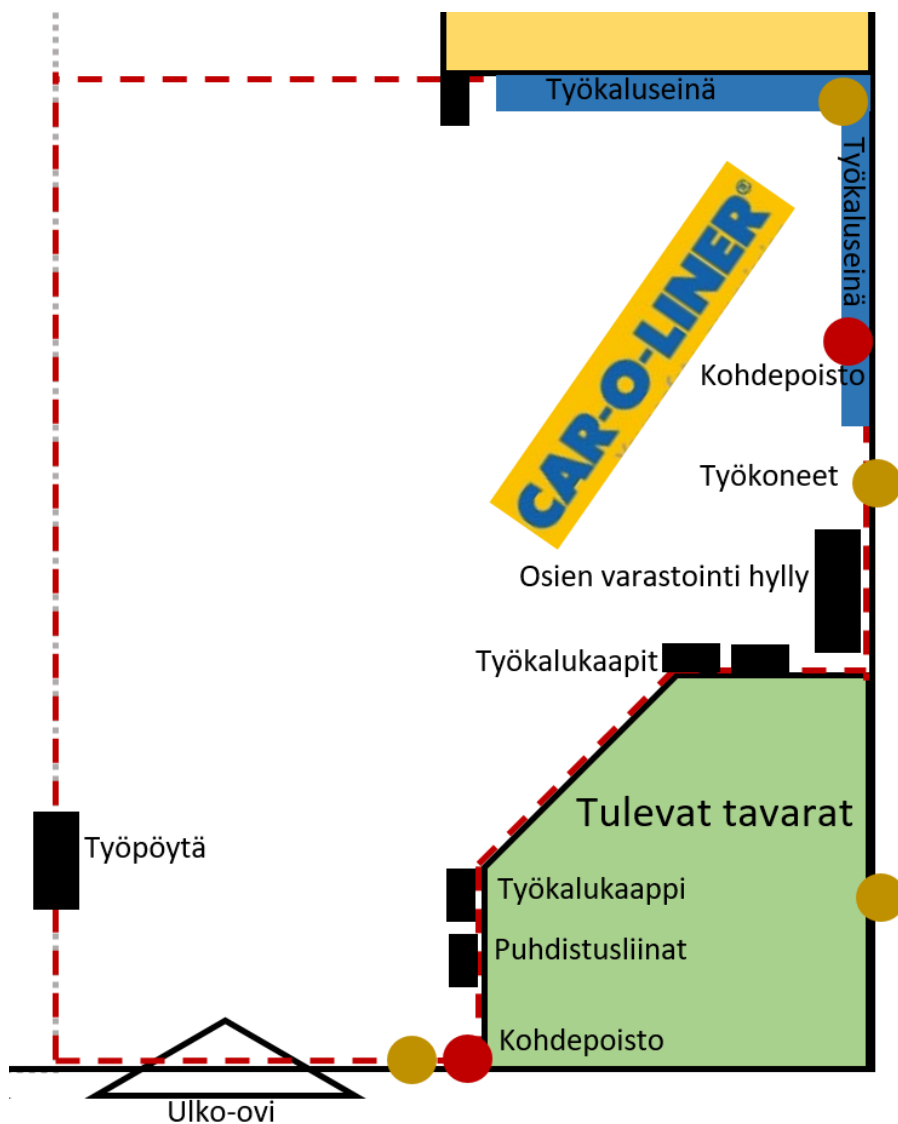 Työkaluseinä
Työkaluseinä
CAR-O-LINER®
Kohdepoisto
Työkoneet
Osien varastointi hylly
Työkalukaapit
Tulevat tavarat
Työpöytä
Työkalukaappi
Puhdistusliinat
Kohdepoisto
Ulko-ovi